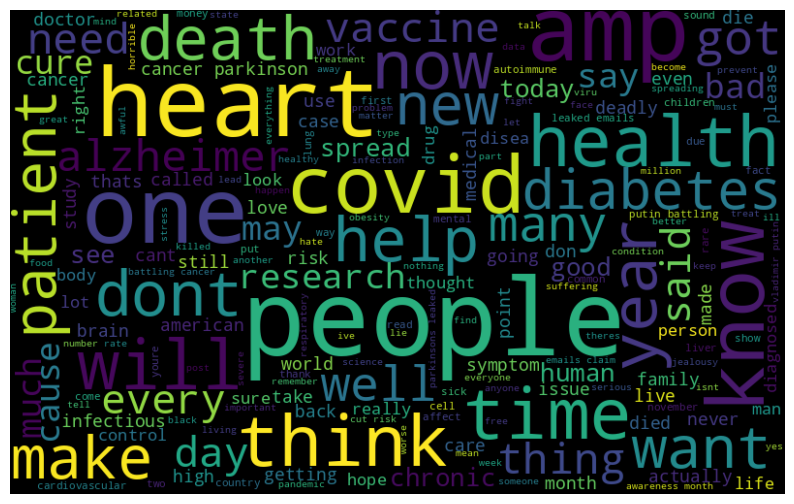 related money state talk sound die
doctor mind death now vaccine amp got
need horrible data work
cure cancer parkinson away treatment autoimmune become prevent
cancer heart new today say even bad
right use first viru spreading please
great awful everything case problem fight face children must
patient alzheimer spread drug let deadly leaked emails health
study thats called look healthy matter type lung infection part medical disea due
lead happen covid million fact
one stress love obesity mental diabetes
see cant may help many putin battling treat ill
killed put way hate going don better
food body still another risk nothing good condition rare
woman battling cancer research thought suffering common keep
dont lot brain american point year said made know diagnosed vladimir putin
people ive read lie find theres person
number rate youre world respiratory parkinsons leaked emails claim jealousy liver show
much will post severe science symptom human family isnt
cause come tell every thank well everyone issue live
remember sick cell anyone serious november
infectious important sure take back really affect time died never man
control black living cut risk worse care free want yes
make day think mean week thing actually
high getting hope chronic someone month life
cardiovascular two country pandemic awareness month